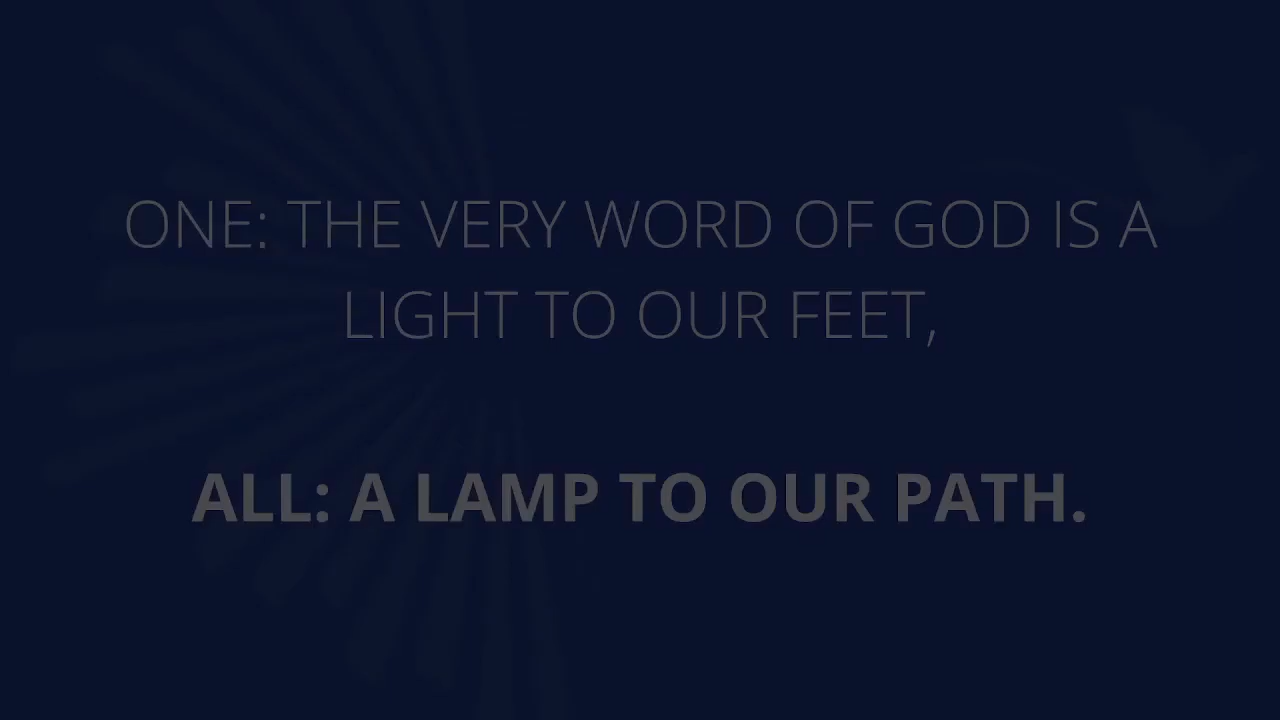 ONE: THE VERY WORD OF GOD IS A
LIGHT TO OUR FEET,
ALL: A LAMP TO OUR PATH.